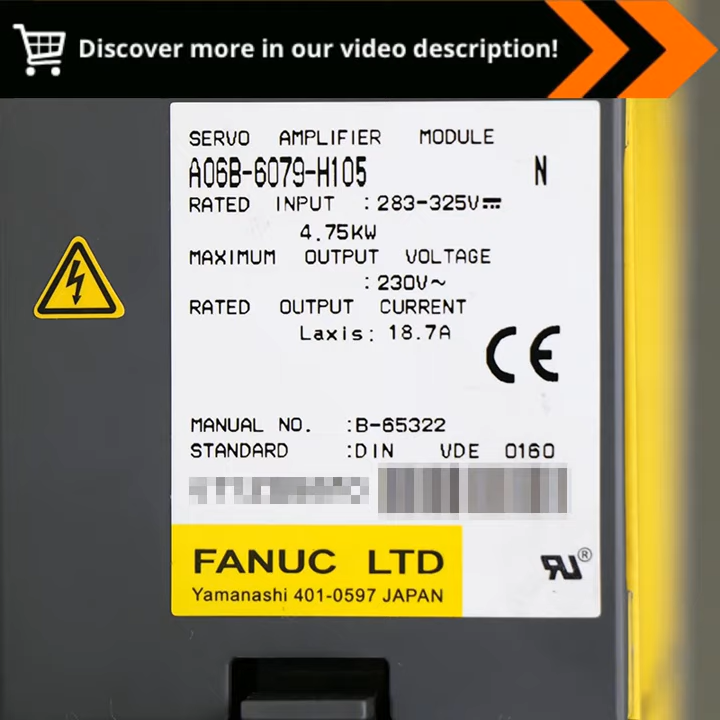 Discover more in our video description!
SERVO AMPLIFIER MODULE
A06B-6079-H105 N
RATED INPUT : 283-325V⎓
4.75KW
MAXIMUM OUTPUT VOLTAGE
: 230V~
RATED OUTPUT CURRENT
Laxis: 18.7A
CE
MANUAL NO. :B-65322
STANDARD :DIN VDE 0160
FANUC LTD
Yamanashi 401-0597 JAPAN